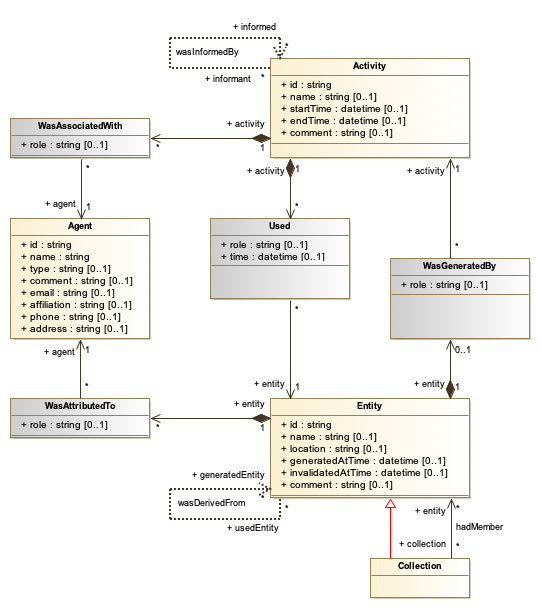 + informed
wasInformedBy
+ informant *
Activity
+ id : string
+ name : string [0..1]
+ startTime : datetime [0..1]
+ endTime : datetime [0..1]
+ comment : string [0..1]
WasAssociatedWith
+ role : string [0..1]
+ activity
* 1
+ activity 1
+ activity 1
*
+ agent 1
*
Agent
+ id : string
+ name : string
+ type : string [0..1]
+ comment : string [0..1]
+ email : string [0..1]
+ affiliation : string [0..1]
+ phone : string [0..1]
+ address : string [0..1]
Used
+ role : string [0..1]
+ time : datetime [0..1]
*
WasGeneratedBy
+ role : string [0..1]
*
+ agent 1
*
0..1
+ entity 1
+ entity 1
WasAttributedTo
+ role : string [0..1]
+ entity
* 1
Entity
+ id : string
+ name : string [0..1]
+ location : string [0..1]
+ generatedAtTime : datetime [0..1]
+ invalidatedAtTime : datetime [0..1]
+ comment : string [0..1]
+ generatedEntity
*
wasDerivedFrom
*
+ usedEntity
+ entity *
hadMember
+ collection *
Collection